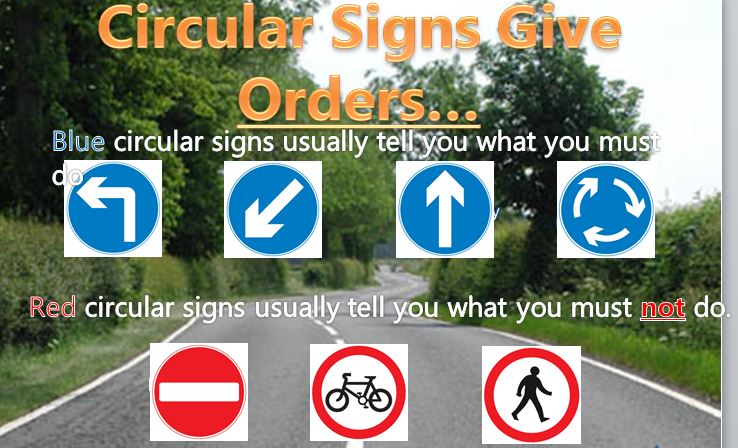 Circular Signs Give
Orders...
Blue circular signs usually tell you what you must
do
Red circular signs usually tell you what you must not do.